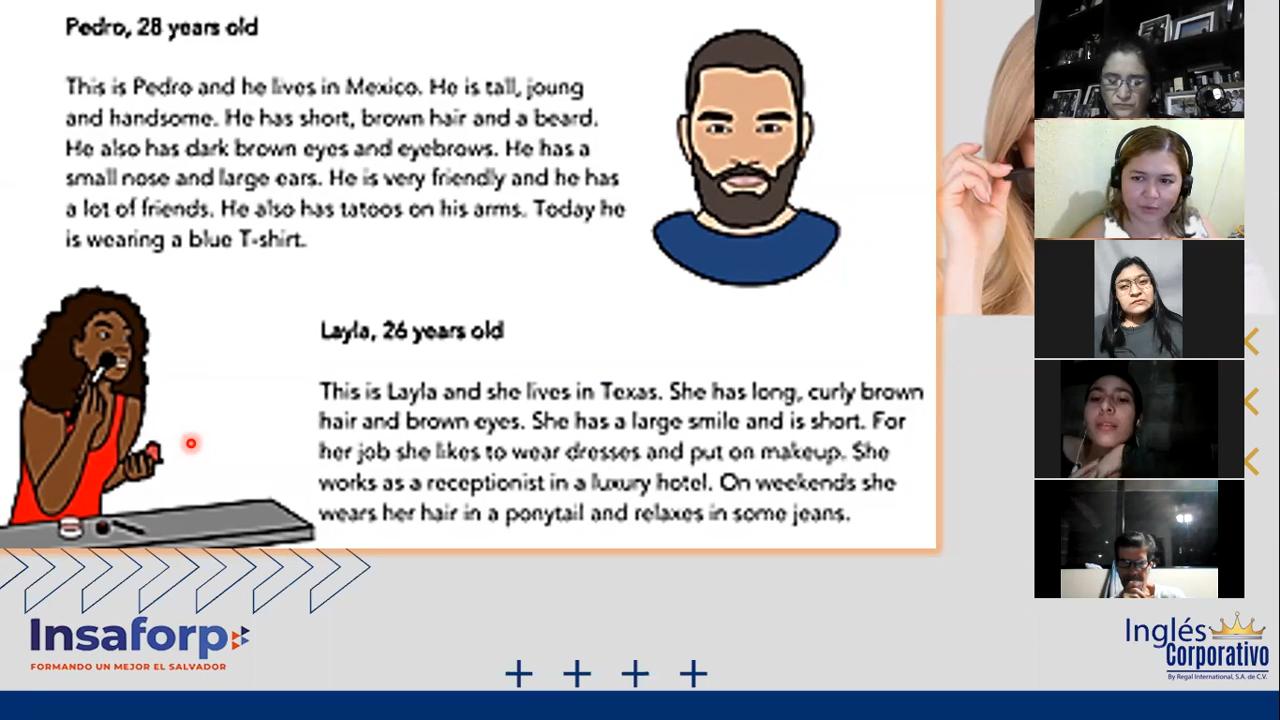 Pedro, 28 years old
This is Pedro and he lives in Mexico. He is tall, joung
and handsome. He has short, brown hair and a beard.
He also has dark brown eyes and eyebrows. He has a
small nose and large ears. He is very friendly and he has
a lot of friends. He also has tatoos on his arms. Today he
is wearing a blue T-shirt.
Layla, 26 years old
This is Layla and she lives in Texas. She has long, curly brown
hair and brown eyes. She has a large smile and is short. For
her job she likes to wear dresses and put on makeup. She
works as a receptionist in a luxury hotel. On weekends she
wears her hair in a ponytail and relaxes in some jeans.
Insaforp
FORMANDO UN MEJOR EL SALVADOR
Inglés
Corporativo
By Regal International, S.A. de C.V.